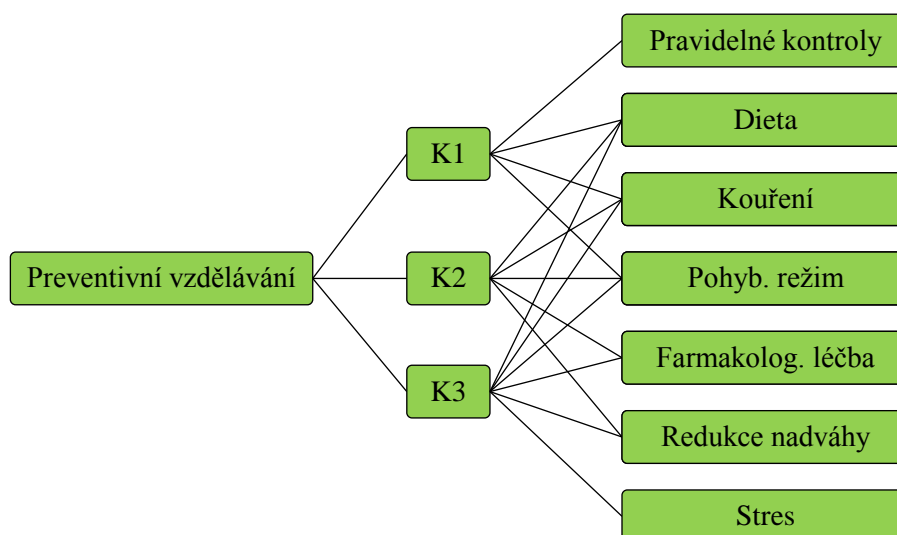 Preventivní vzdělávání
K1
K2
K3
Pravidelné kontroly
Dieta
Kouření
Pohyb. režim
Farmakolog. léčba
Redukce nadváhy
Stres